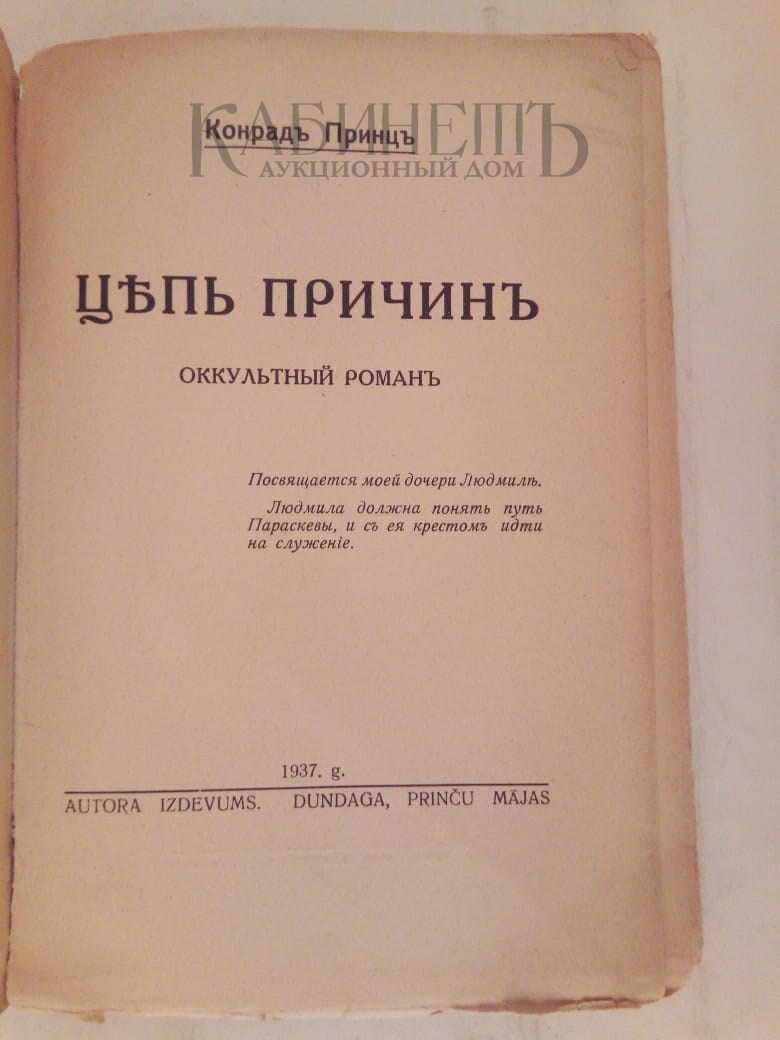 КАБИНЕТЪ
АУКЦИОННЫЙ ДОМ
Конрадъ Принцъ
ЦѢПЬ ПРИЧИНЪ
ОККУЛЬТНЫЙ РОМАНЪ
Посвящается моей дочери Людмилѣ.
Людмила должна понять путь
Параскевы, и съ ея крестомъ идти
на служеніе.
1937. g.
AUTORA IZDEVUMS. DUNDAGA, PRINČU MĀJAS